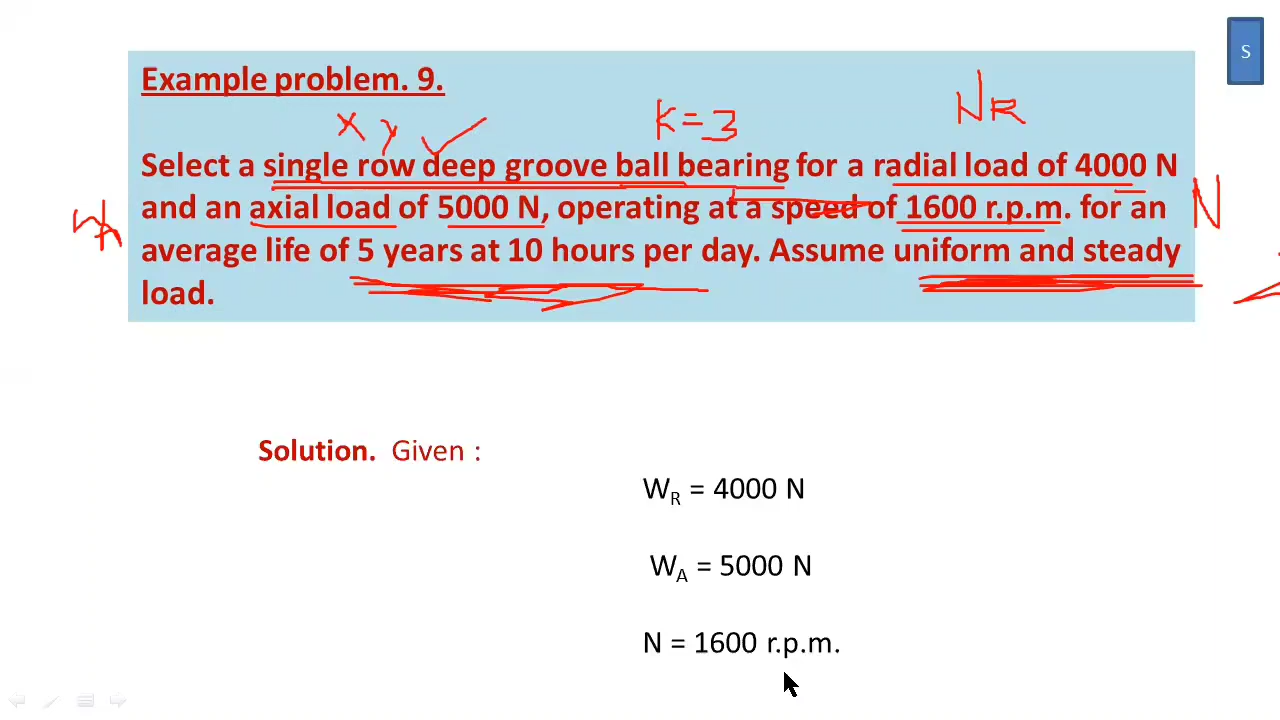 S
Example problem. 9.
x y K = 3 NR
Select a single row deep groove ball bearing for a radial load of 4000 N
and an axial load of 5000 N, operating at a speed of 1600 r.p.m. for an N
WA
average life of 5 years at 10 hours per day. Assume uniform and steady
load.
Solution. Given :
WR = 4000 N
WA = 5000 N
N = 1600 r.p.m.